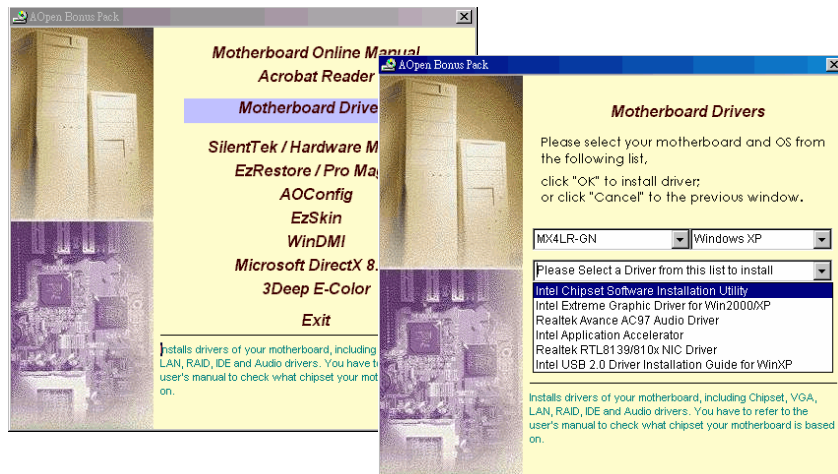 AOpen Bonus Pack
Motherboard Online Manual
Acrobat Reader
Motherboard Drive
SilentTek / Hardware M
EzRestore / Pro Mag
AOConfig
EzSkin
WinDMI
Microsoft DirectX 8.
3Deep E-Color
Exit
Installs drivers of your motherboard, including
LAN, RAID, IDE and Audio drivers. You have t
user's manual to check what chipset your mot
on.
AOpen Bonus Pack
Motherboard Drivers
Please select your motherboard and OS from
the following list,
click "OK" to install driver;
or click "Cancel" to the previous window.
MX4LR-GN
Windows XP
Please Select a Driver from this list to install
Intel Chipset Software Installation Utility
Intel Extreme Graphic Driver for Win2000/XP
Realtek Avance AC97 Audio Driver
Intel Application Accelerator
Realtek RTL8139/810x NIC Driver
Intel USB 2.0 Driver Installation Guide for WinXP
Installs drivers of your motherboard, including Chipset, VGA,
LAN, RAID, IDE and Audio drivers. You have to refer to the
user's manual to check what chipset your motherboard is based
on.